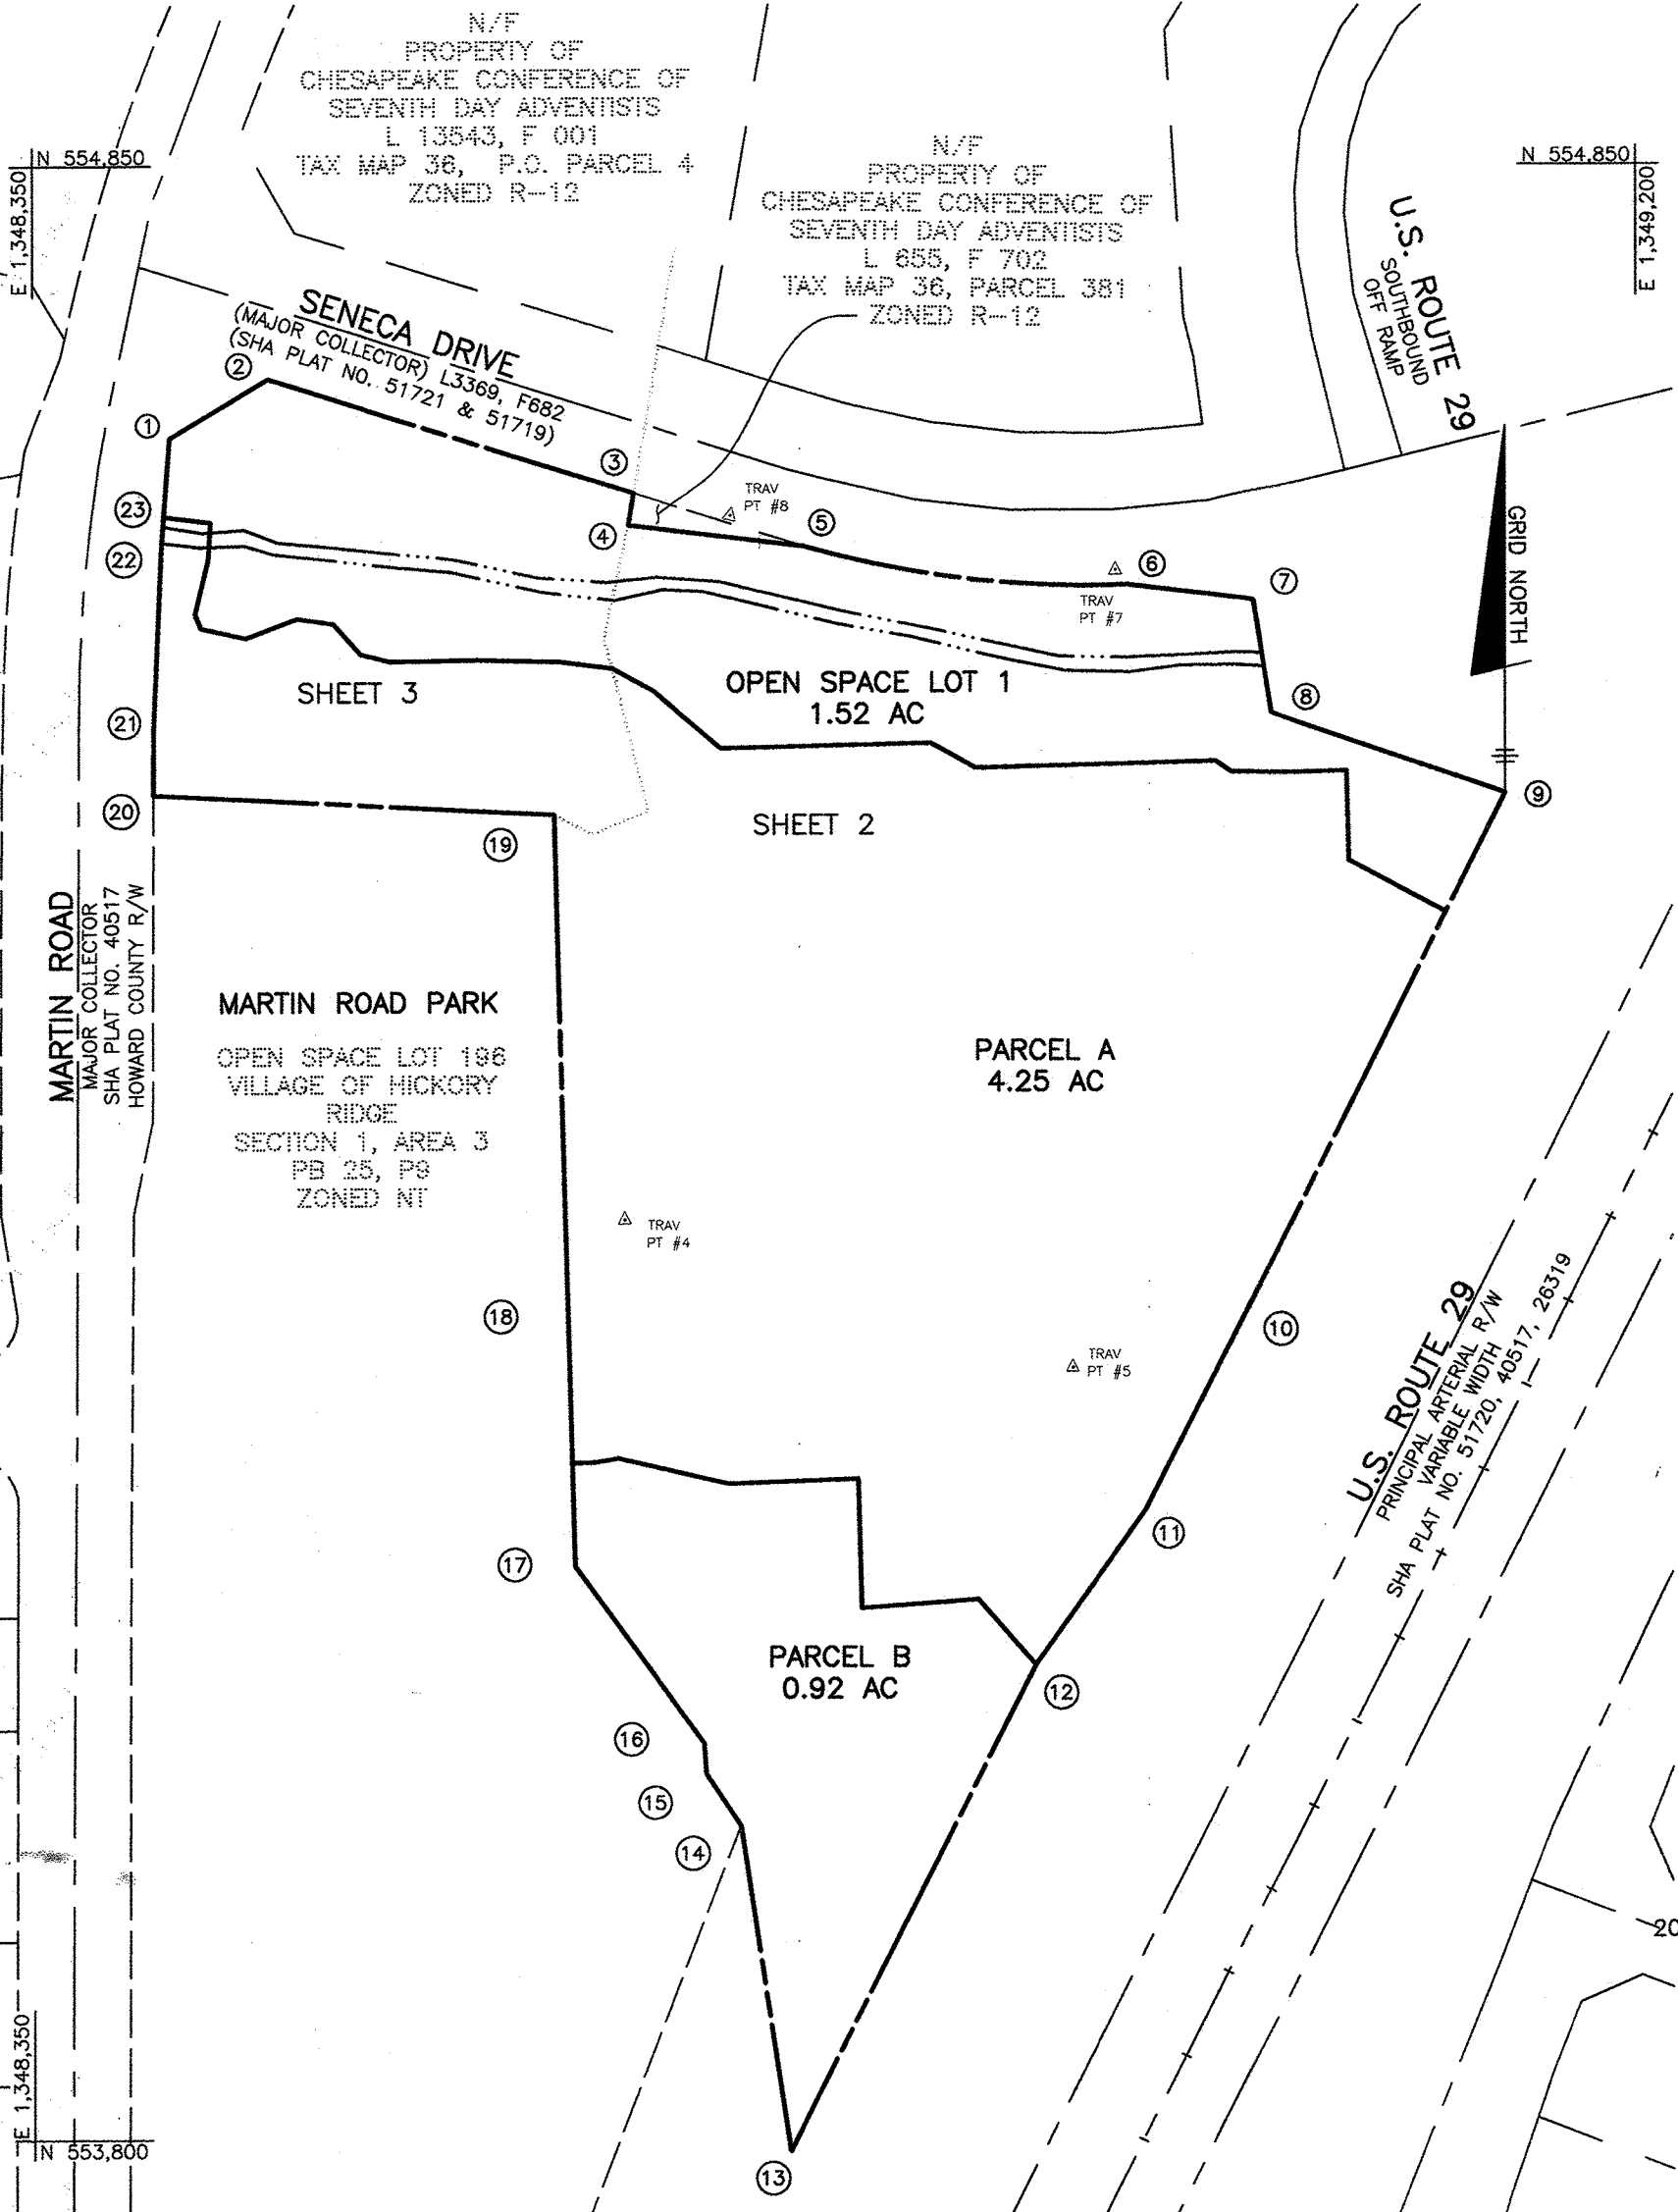 N/F
PROPERTY OF
CHESAPEAKE CONFERENCE OF
SEVENTH DAY ADVENTISTS
L 13543, F 001
TAX MAP 36, P.O. PARCEL 4
ZONED R-12
N/F
PROPERTY OF
CHESAPEAKE CONFERENCE OF
SEVENTH DAY ADVENTISTS
L 655, F 702
TAX MAP 36, PARCEL 381
ZONED R-12
N 554,850
E 1,348,350
N 554,850
E 1,349,200
U.S. ROUTE 29
SOUTHBOUND
OFF RAMP
SENECA DRIVE
(MAJOR COLLECTOR) L3369, F682
(SHA PLAT NO. 51721 & 51719)
1
2
3
4
5
6
7
8
9
23
22
21
20
19
TRAV
PT #8
TRAV
PT #7
GRID NORTH
OPEN SPACE LOT 1
1.52 AC
SHEET 3
SHEET 2
MARTIN ROAD
MAJOR COLLECTOR
SHA PLAT NO. 40517
HOWARD COUNTY R/W
MARTIN ROAD PARK
OPEN SPACE LOT 196
VILLAGE OF HICKORY
RIDGE
SECTION 1, AREA 3
PB 25, P9
ZONED NT
PARCEL A
4.25 AC
TRAV
PT #4
TRAV
PT #5
18
10
U.S. ROUTE 29
PRINCIPAL ARTERIAL R/W
VARIABLE WIDTH
SHA PLAT NO. 51720, 40517, 26319
11
17
PARCEL B
0.92 AC
12
16
15
14
13
20
E 1,348,350
N 553,800